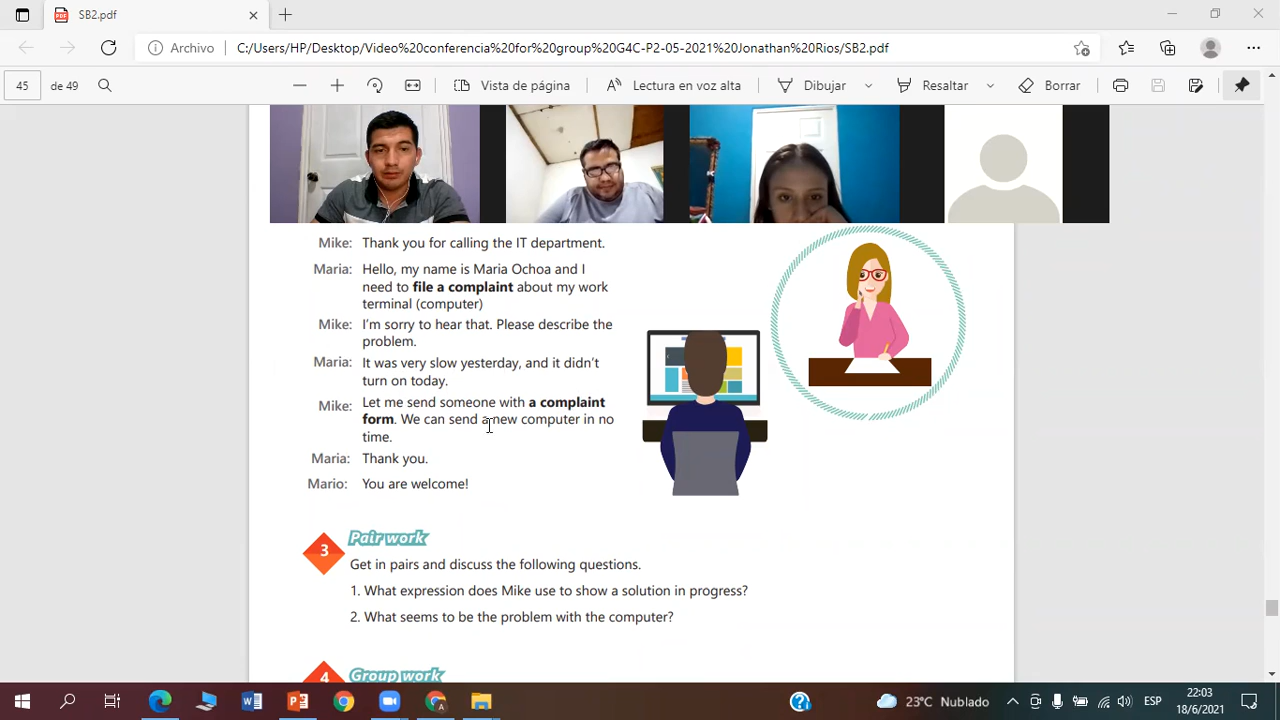 SB2.pdf
Archivo
C:/Users/HP/Desktop/Video%20conferencia%20for%20group%20G4C-P2-05-2021%20Jonathan%20Rios/SB2.pdf
45 de 49
Vista de página
Lectura en voz alta
Dibujar
Resaltar
Borrar
Mike: Thank you for calling the IT department.
Maria: Hello, my name is Maria Ochoa and I
need to file a complaint about my work
terminal (computer)
Mike: I'm sorry to hear that. Please describe the
problem.
Maria: It was very slow yesterday, and it didn't
turn on today.
Mike: Let me send someone with a complaint
form. We can send a new computer in no
time.
Maria: Thank you.
Mario: You are welcome!
3 Pair work
Get in pairs and discuss the following questions.
1. What expression does Mike use to show a solution in progress?
2. What seems to be the problem with the computer?
4 Group work
23°C Nublado
ESP
22:03
18/6/2021